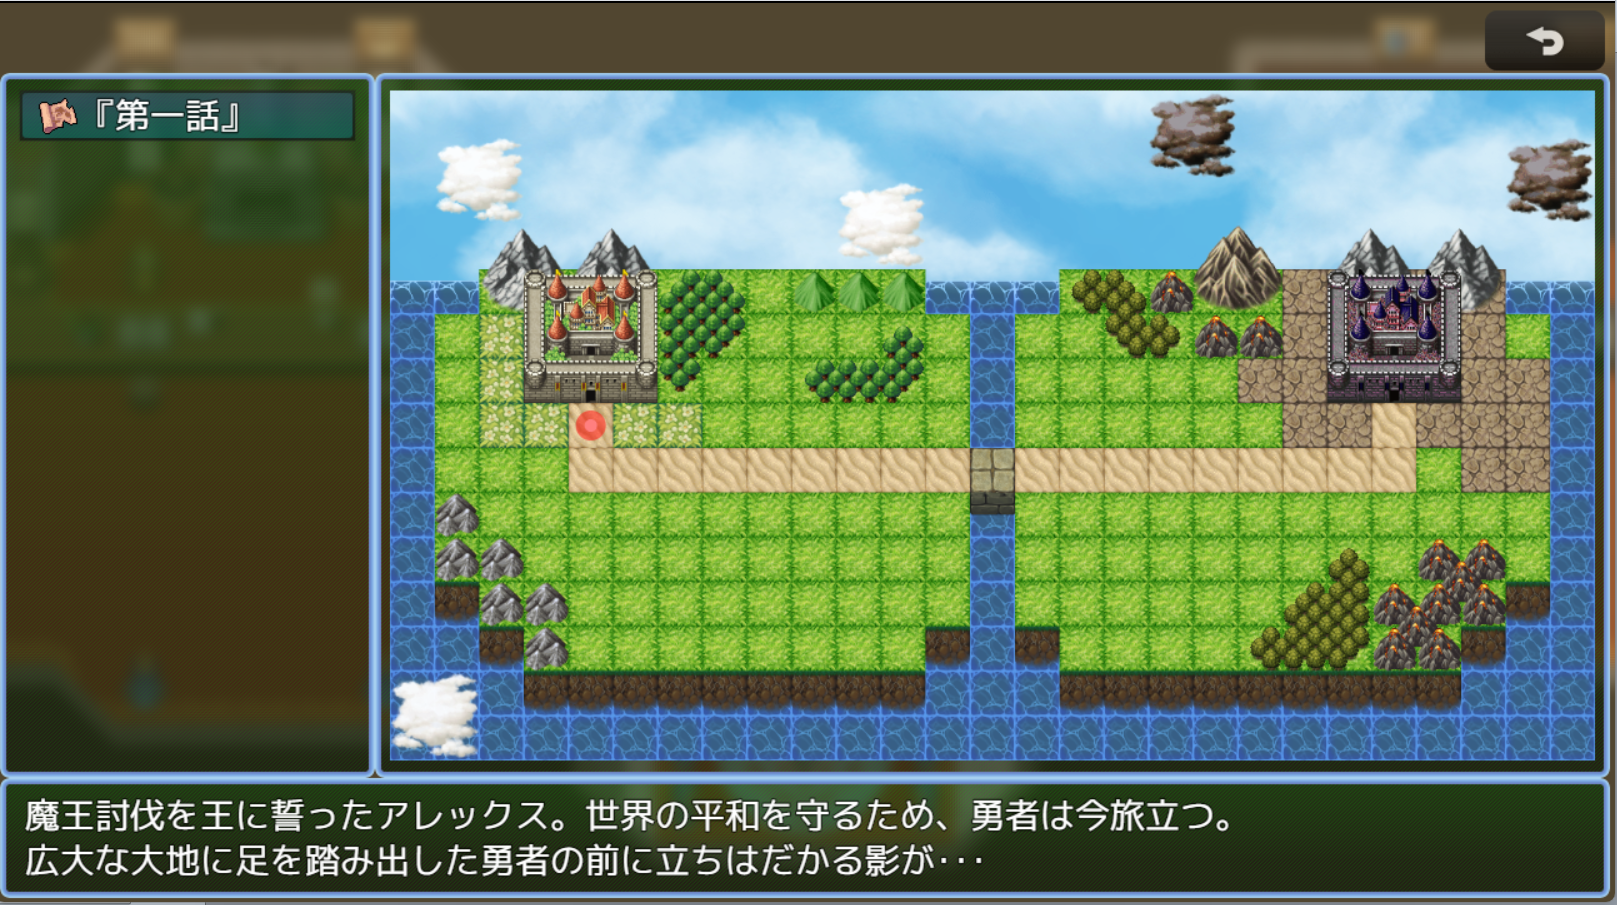 『第一話』
魔王討伐を王に誓ったアレックス。世界の平和を守るため、勇者は今旅立つ。
広大な大地に足を踏み出した勇者の前に立ちはだかる影が･･･